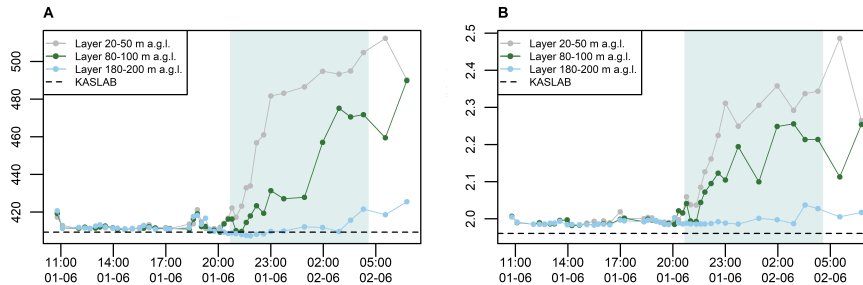 A
Layer 20-50 m a.g.l.
Layer 80-100 m a.g.l.
Layer 180-200 m a.g.l.
KASLAB
500
480
460
440
420
11:00 14:00 17:00 20:00 23:00 02:00 05:00
01-06 01-06 01-06 01-06 01-06 02-06 02-06
B
Layer 20-50 m a.g.l.
Layer 80-100 m a.g.l.
Layer 180-200 m a.g.l.
KASLAB
2.5
2.4
2.3
2.2
2.1
2.0
11:00 14:00 17:00 20:00 23:00 02:00 05:00
01-06 01-06 01-06 01-06 01-06 02-06 02-06